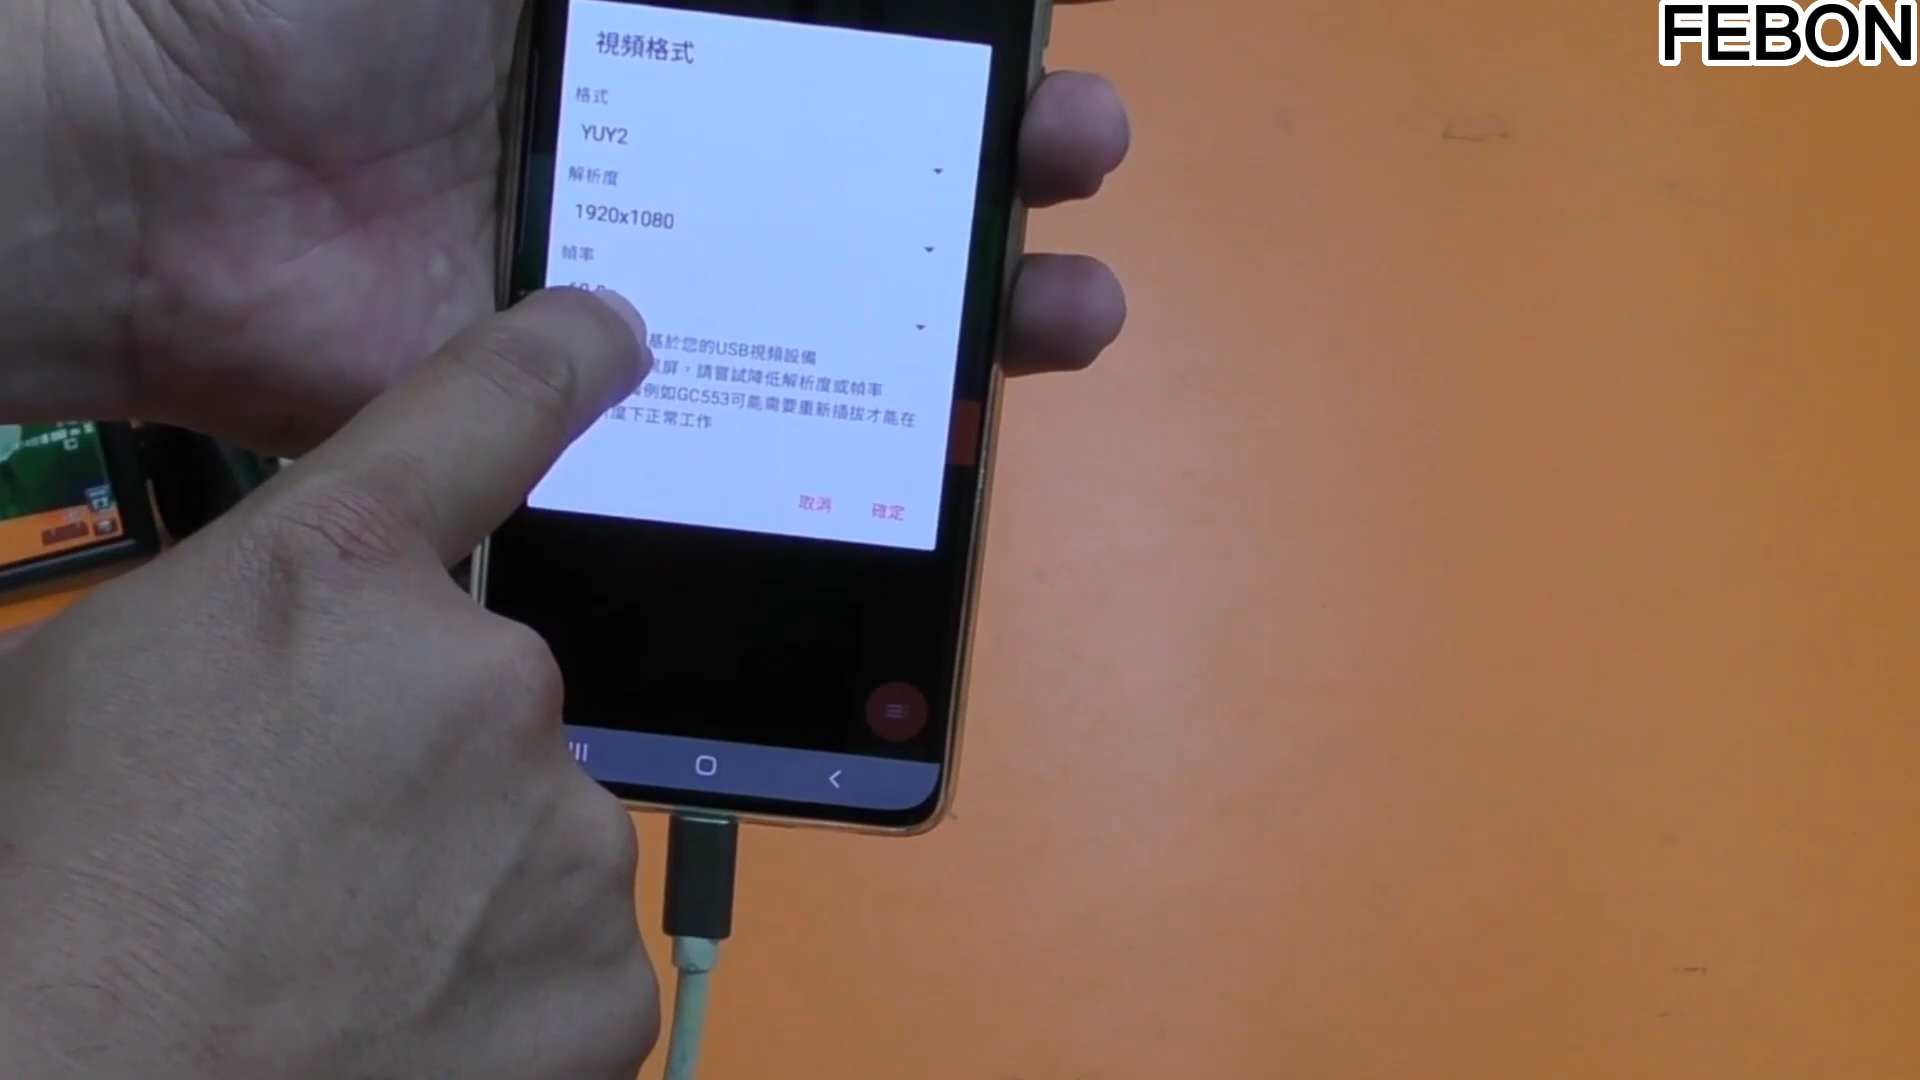 FEBON
視頻格式
格式
YUY2
解析度
1920x1080
幀率
基於您的USB視頻設備
黑屏，請嘗試降低解析度或幀率
例如GC553可能需要重新插拔才能在
度下正常工作
取消 確定